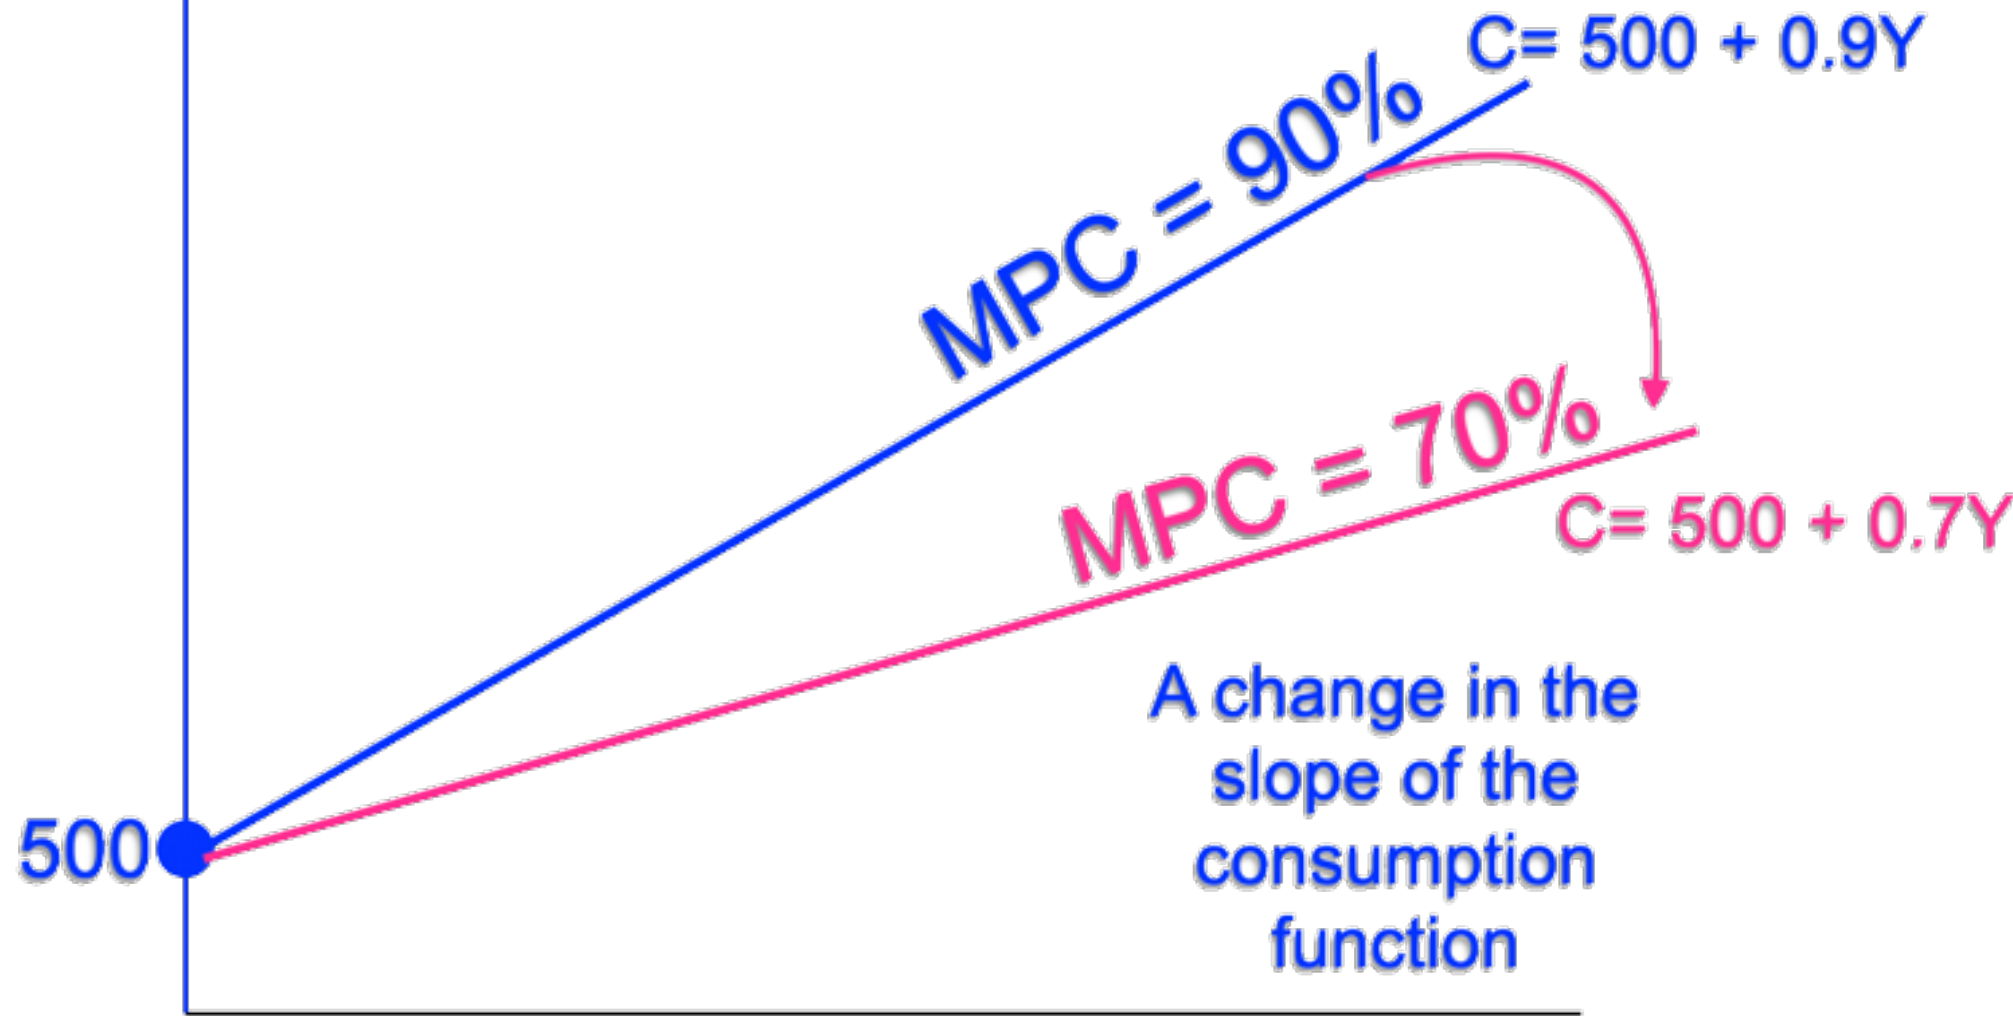 C= 500 + 0.9Y
MPC = 90%
MPC = 70%
C= 500 + 0.7Y
A change in the
slope of the
consumption
function
500